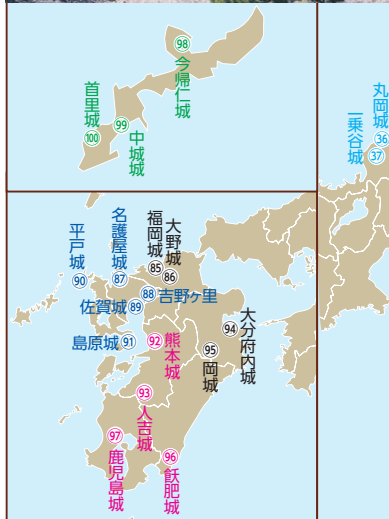 98
今帰仁城
首里城
100
99
中城城
丸岡城
36
一乗谷城
37
平戸城
90
名護屋城
87
福岡城
85
大野城
86
88
吉野ヶ里
佐賀城
89
島原城
91
92
熊本城
大分府内城
94
95
岡城
93
人吉城
97
鹿児島城
96
飫肥城